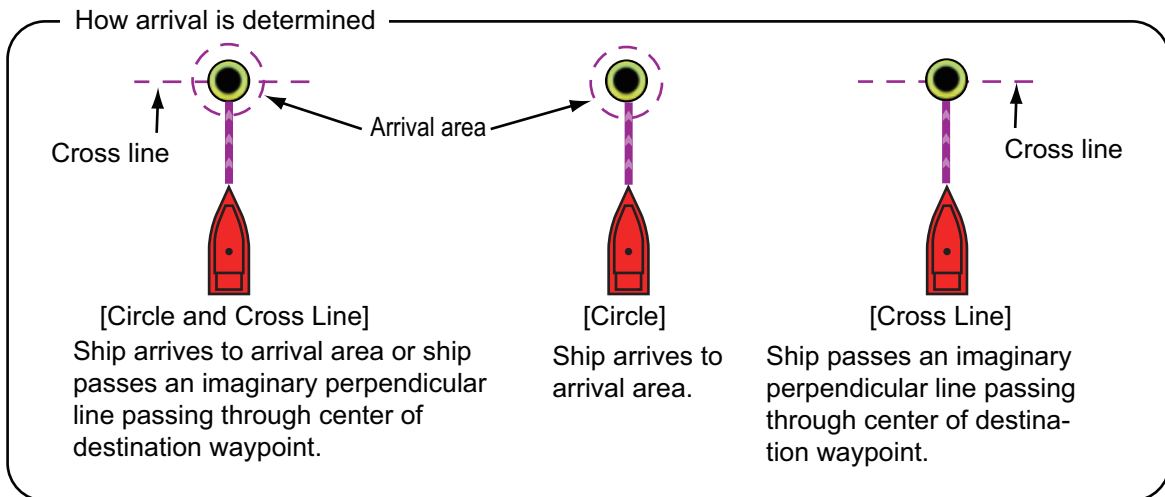 How arrival is determined
Cross line
Arrival area
Cross line
[Circle and Cross Line]
Ship arrives to arrival area or ship
passes an imaginary perpendicular
line passing through center of
destination waypoint.
[Circle]
Ship arrives to
arrival area.
[Cross Line]
Ship passes an imaginary
perpendicular line passing
through center of destina-
tion waypoint.